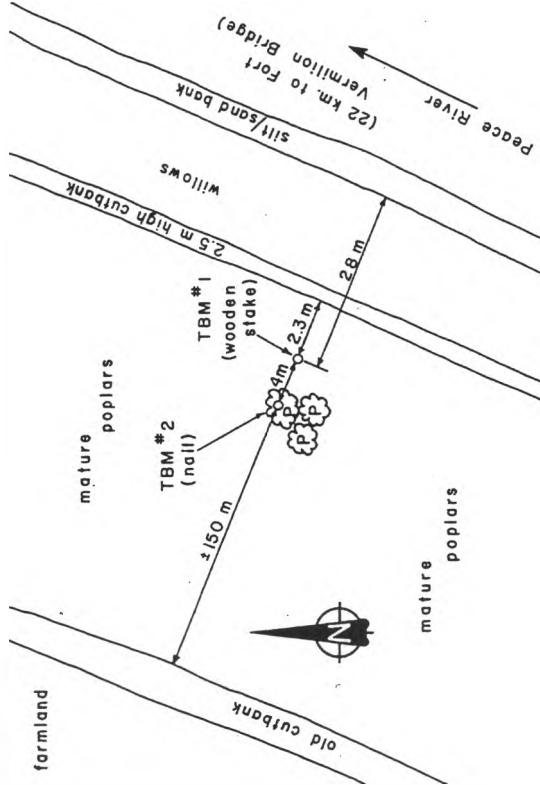 farmland
old cutbank
mature
poplars
± 150 m
TBM #2
(nail)
4m
P
P
P
TBM #1
(wooden
stake)
2.3 m
28 m
2.5 m high cutbank
willows
silt/sand bank
(22 km. to Fort
Vermilion Bridge)
Peace River
N
mature
poplars